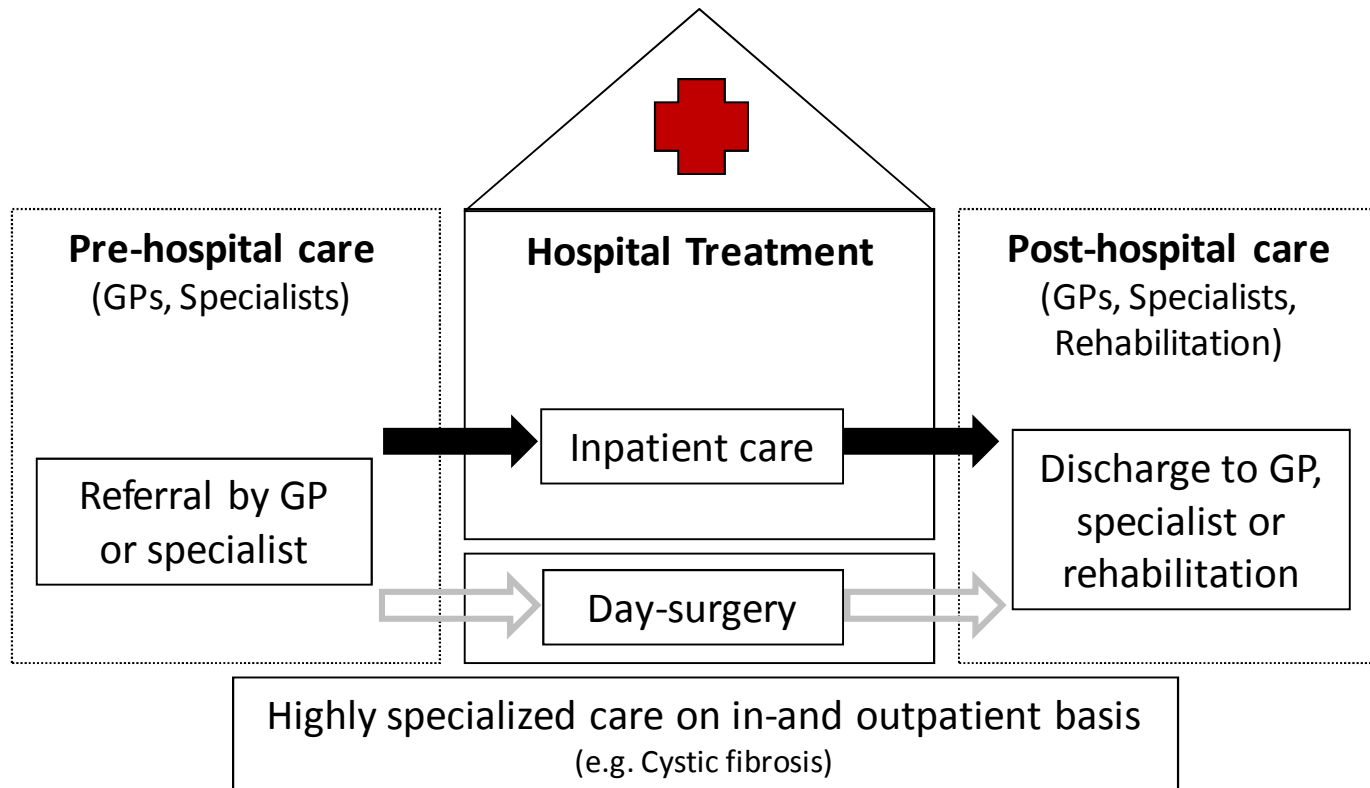 Pre-hospital care
(GPs, Specialists)
Referral by GP
or specialist
Hospital Treatment
Inpatient care
Day-surgery
Post-hospital care
(GPs, Specialists,
Rehabilitation)
Discharge to GP,
specialist or
rehabilitation
Highly specialized care on in-and outpatient basis
(e.g. Cystic fibrosis)